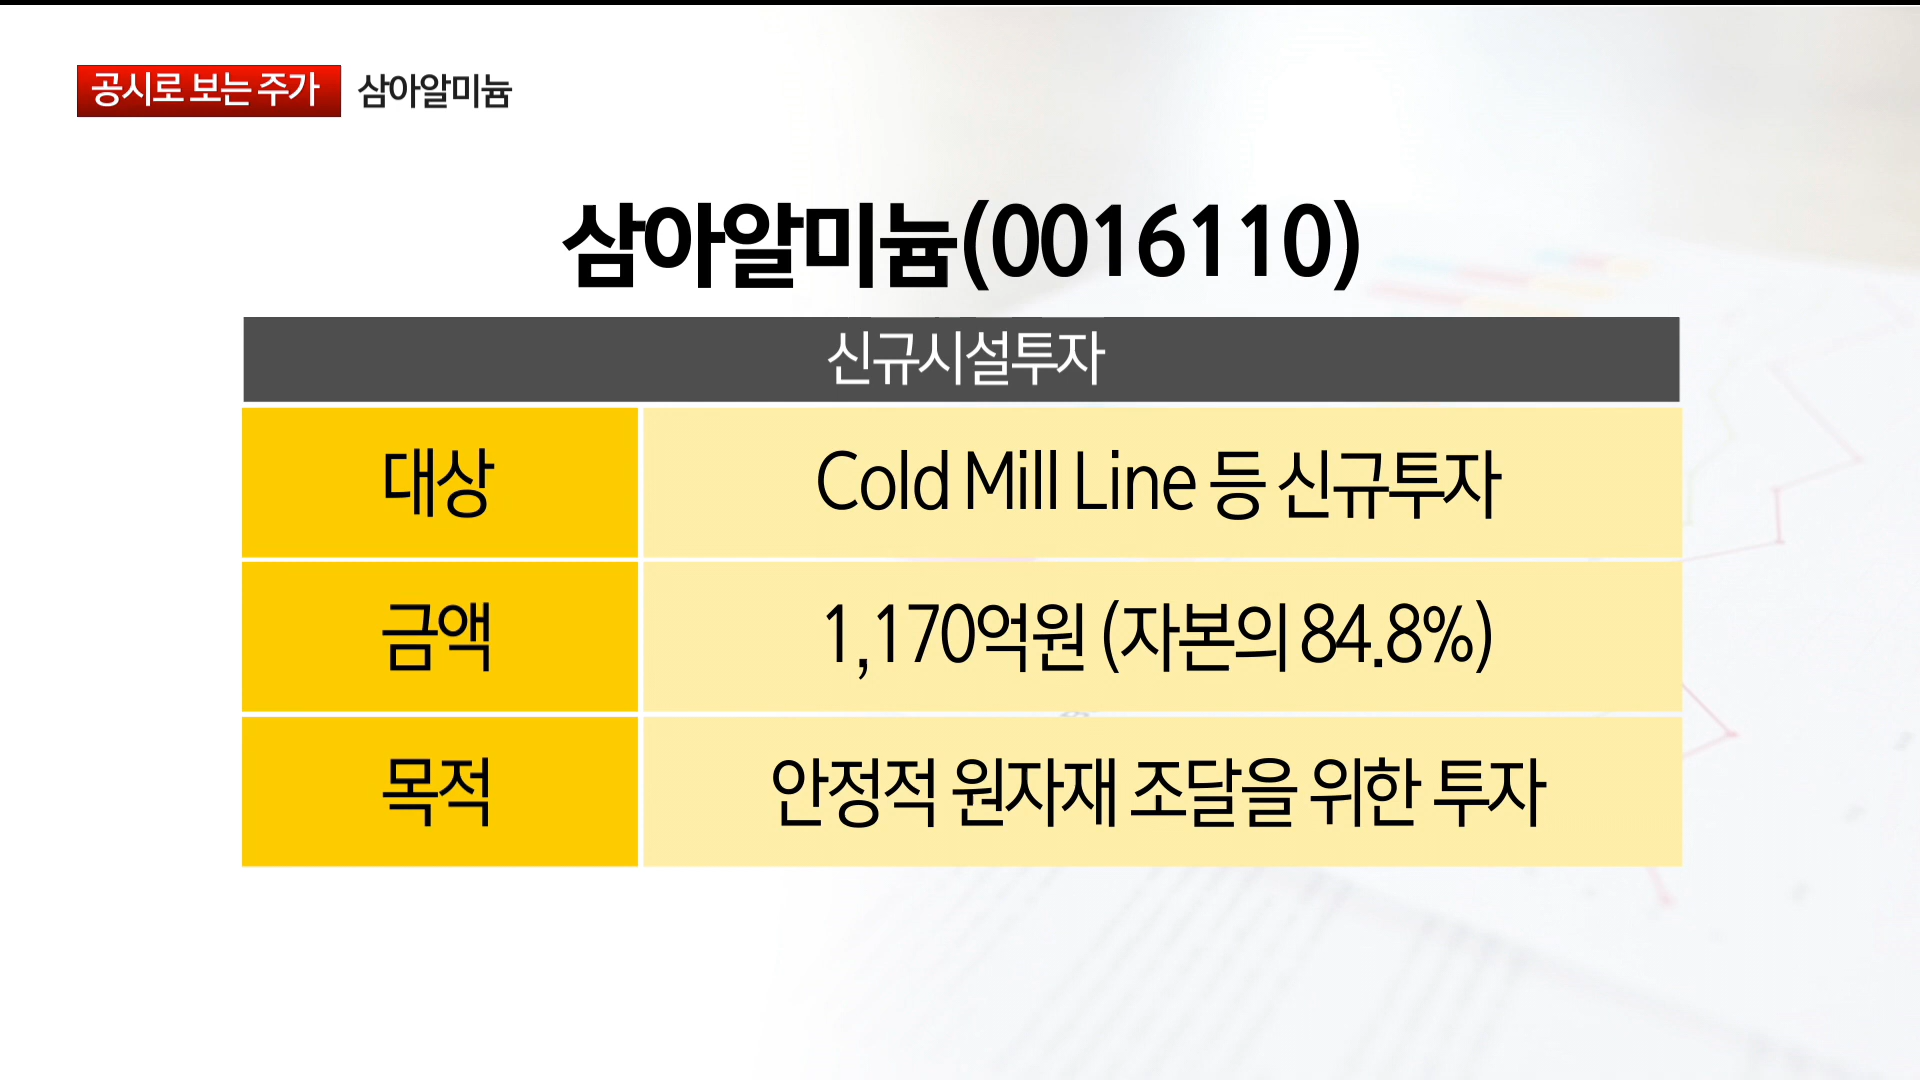 공시로 보는 주가 삼아알미늄
삼아알미늄(0016110)
신규시설투자
대상 Cold Mill Line 등 신규투자
금액 1,170억원 (자본의 84.8%)
목적 안정적 원자재 조달을 위한 투자